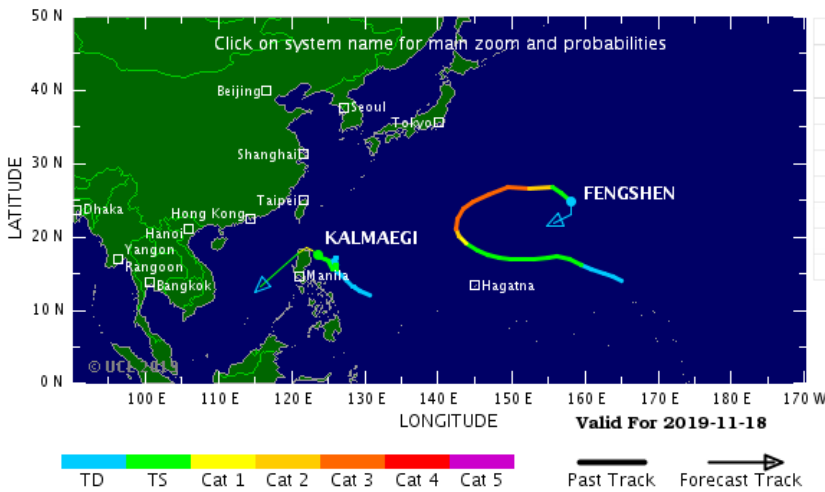 50 N
Click on system name for main zoom and probabilities
40 N
Beijing
Seoul
Tokyo
Shanghai
30 N
LATITUDE
Taipei
FENGSHEN
Dhaka
Hong Kong
Hanoi
KALMAEGI
20 N
Yangon
Rangoon
Manila
Bangkok
Hagatna
10 N
© UCL 2019
0 N
100 E 110 E 120 E 130 E 140 E 150 E 160 E 170 E 180 E 170 W
LONGITUDE
Valid For 2019-11-18
TD TS Cat 1 Cat 2 Cat 3 Cat 4 Cat 5 Past Track Forecast Track